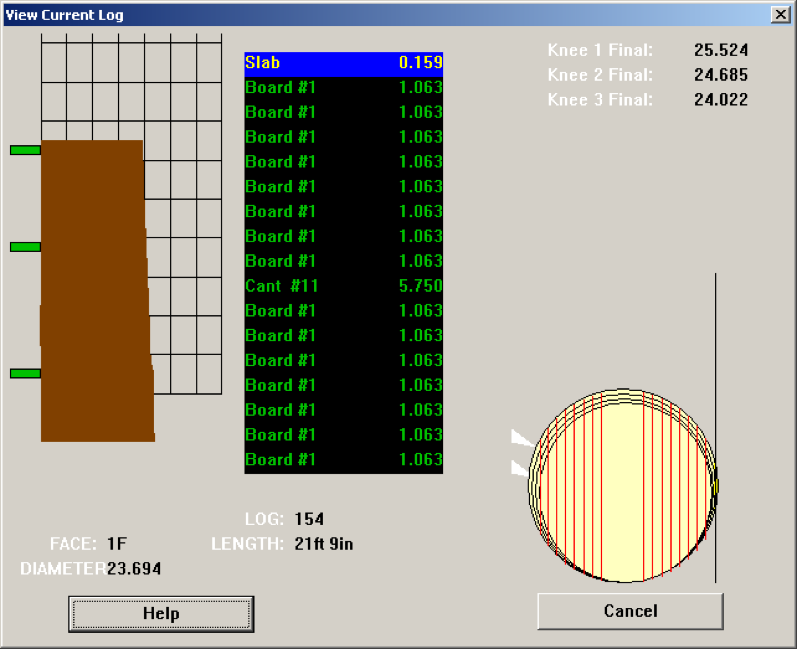 View Current Log
Slab 0.159
Board #1 1.063
Board #1 1.063
Board #1 1.063
Board #1 1.063
Board #1 1.063
Board #1 1.063
Board #1 1.063
Board #1 1.063
Cant #11 5.750
Board #1 1.063
Board #1 1.063
Board #1 1.063
Board #1 1.063
Board #1 1.063
Board #1 1.063
Board #1 1.063
Knee 1 Final: 25.524
Knee 2 Final: 24.685
Knee 3 Final: 24.022
LOG: 154
FACE: 1F
LENGTH: 21ft 9in
DIAMETER 23.694
Help
Cancel